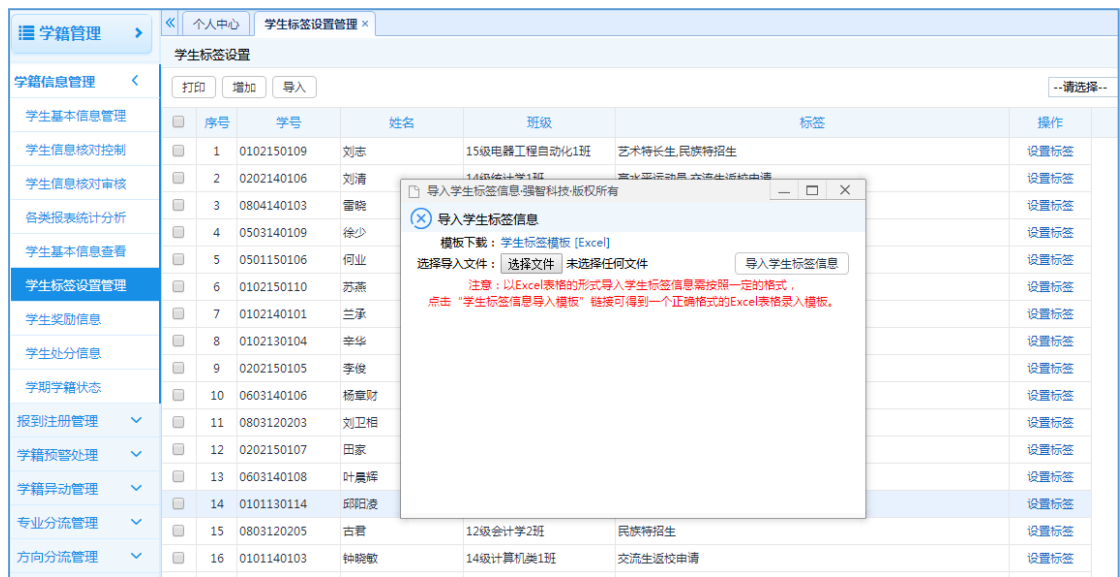 学籍管理
个人中心 学生标签设置管理
学生标签设置
学籍信息管理
打印 增加 导入 --请选择--
学生基本信息管理
学生信息核对控制
学生信息核对审核
各类报表统计分析
学生基本信息查看
学生标签设置管理
学生奖励信息
学生处分信息
学期学籍状态
报到注册管理
学籍预警处理
学籍异动管理
专业分流管理
方向分流管理
序号 学号 姓名 班级 标签 操作
1 0102150109 刘志 15级电器工程自动化1班 艺术特长生,民族特招生 设置标签
2 0202140106 刘清 14级统计学1班 高水平运动员,交流生返校申请 设置标签
3 0804140103 雷晓 设置标签
4 0503140109 徐少 设置标签
5 0501150106 何业 设置标签
6 0102150110 苏燕 设置标签
7 0102140101 兰承 设置标签
8 0102130104 辛华 设置标签
9 0202150105 李俊 设置标签
10 0603140106 杨章财 设置标签
11 0803120203 刘卫相 设置标签
12 0202150107 田家 设置标签
13 0603140108 叶晨辉 设置标签
14 0101130114 邱阳凌 设置标签
15 0803120205 古君 12级会计学2班 民族特招生 设置标签
16 0101140103 钟晓敏 14级计算机类1班 交流生返校申请 设置标签
导入学生标签信息-强智科技-版权所有
导入学生标签信息
模板下载： 学生标签模板 [Excel]
选择导入文件： 选择文件 未选择任何文件 导入学生标签信息
注意：以Excel表格的形式导入学生标签信息需按照一定的格式，
点击“学生标签信息导入模板”链接可得到一个正确格式的Excel表格录入模板。